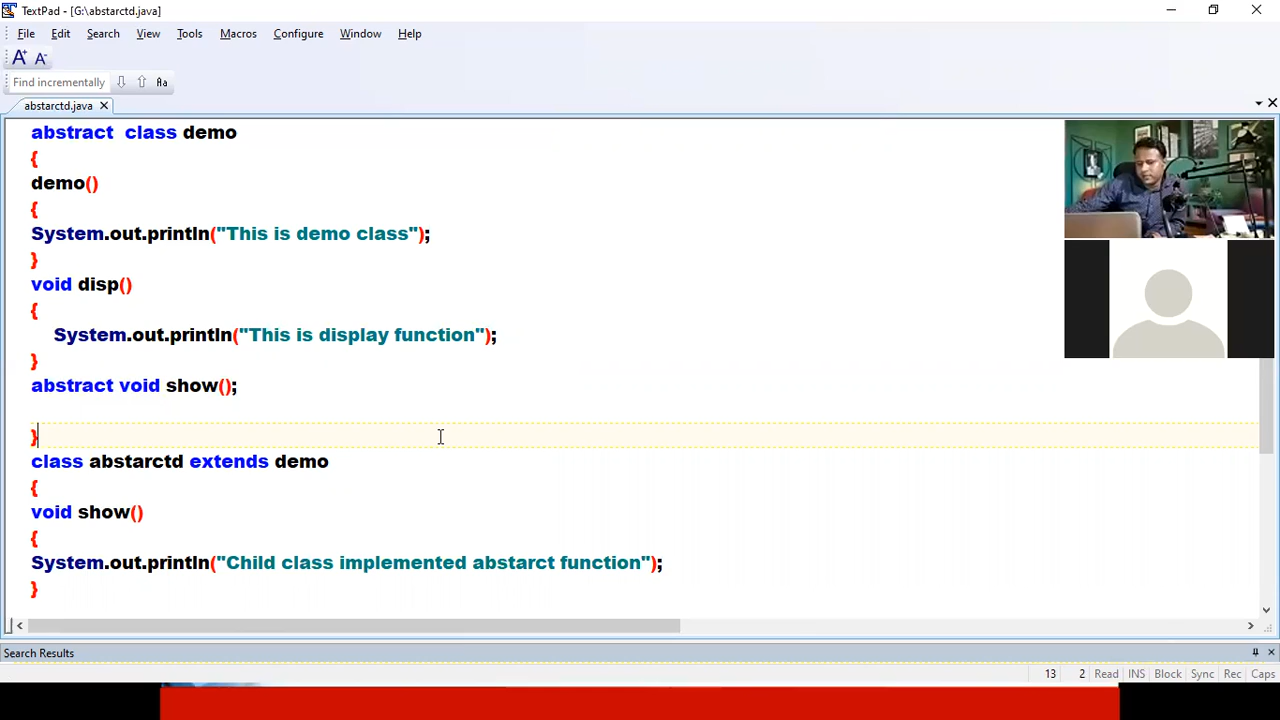 TextPad - [G:\abstarctd.java]
File Edit Search View Tools Macros Configure Window Help
A+ A-
Find incrementally Aa
abstarctd.java
abstract  class demo
{
demo()
{
System.out.println("This is demo class");
}
void disp()
{
System.out.println("This is display function");
}
abstract void show();
}
class abstarctd extends demo
{
void show()
{
System.out.println("Child class implemented abstarct function");
}
Search Results
13 2 Read INS Block Sync Rec Caps